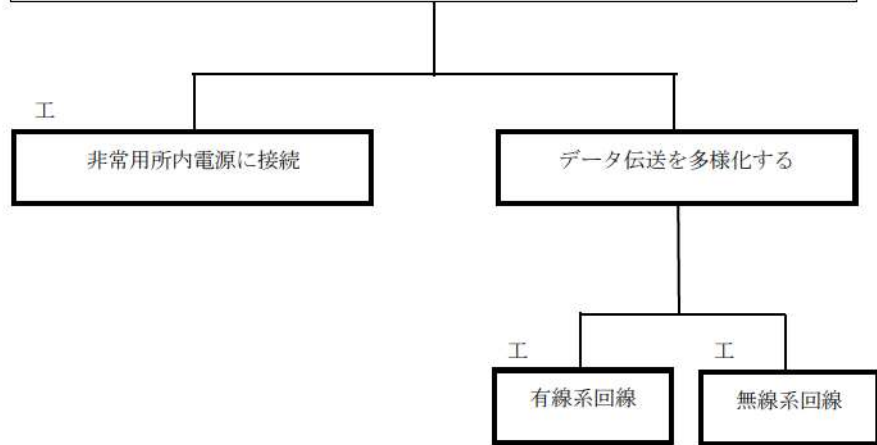 工
非常用所内電源に接続
データ伝送を多様化する
工
工
有線系回線
無線系回線